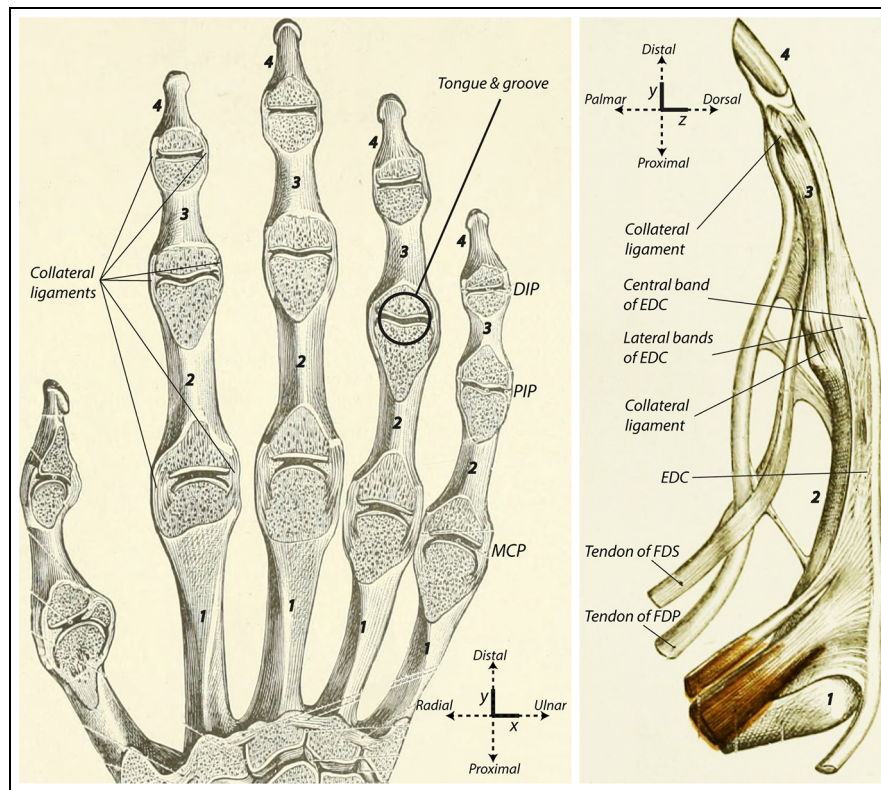 4
4
4
4
3
3
3
3
2
2
2
2
1
1
1
1
Tongue & groove
Collateral
ligaments
DIP
PIP
MCP
Distal
y
Radial
Ulnar
x
Proximal
Distal
y
Palmar
Dorsal
z
Proximal
4
3
Collateral
ligament
Central band
of EDC
Lateral bands
of EDC
Collateral
ligament
EDC
2
Tendon of FDS
Tendon of FDP
1